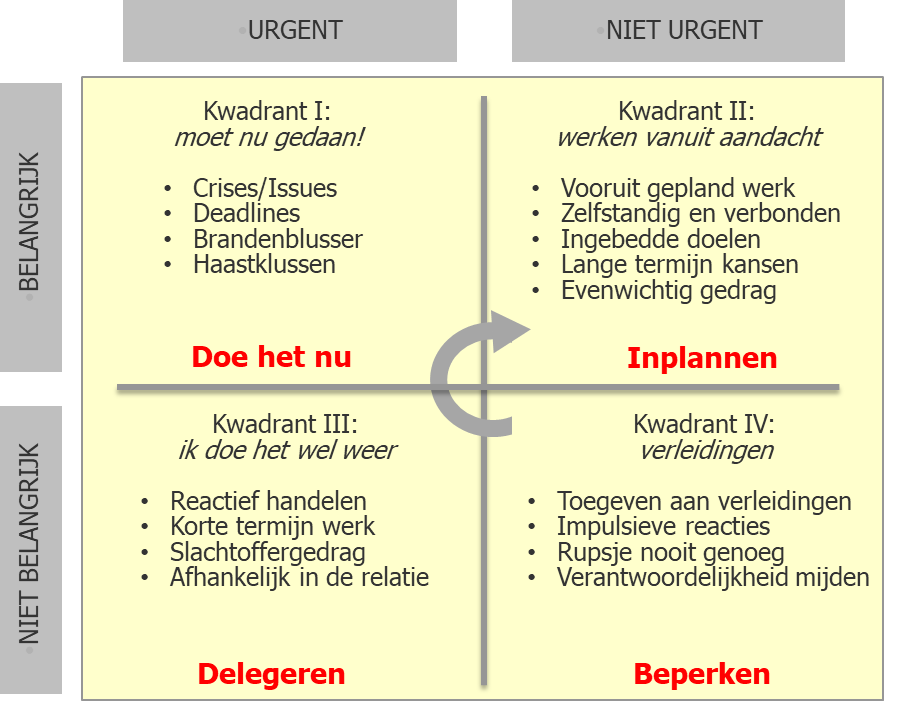 •URGENT
•NIET URGENT
•BELANGRIJK
Kwadrant I:
moet nu gedaan!
• Crises/Issues
• Deadlines
• Brandenblusser
• Haastklussen
Doe het nu
Kwadrant II:
werken vanuit aandacht
• Vooruit gepland werk
• Zelfstandig en verbonden
• Ingebedde doelen
• Lange termijn kansen
• Evenwichtig gedrag
Inplannen
•NIET BELANGRIJK
Kwadrant III:
ik doe het wel weer
• Reactief handelen
• Korte termijn werk
• Slachtoffergedrag
• Afhankelijk in de relatie
Delegeren
Kwadrant IV:
verleidingen
• Toegeven aan verleidingen
• Impulsieve reacties
• Rupsje nooit genoeg
• Verantwoordelijkheid mijden
Beperken